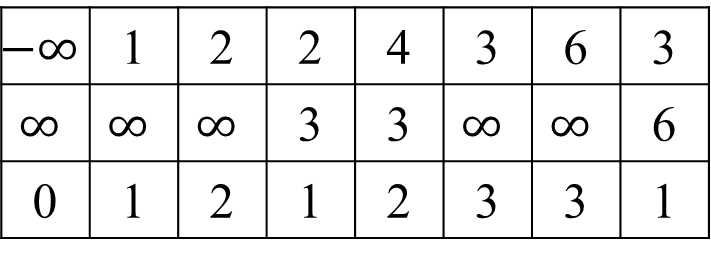 −∞ 1 2 2 4 3 6 3
∞ ∞ ∞ 3 3 ∞ ∞ 6
0 1 2 1 2 3 3 1